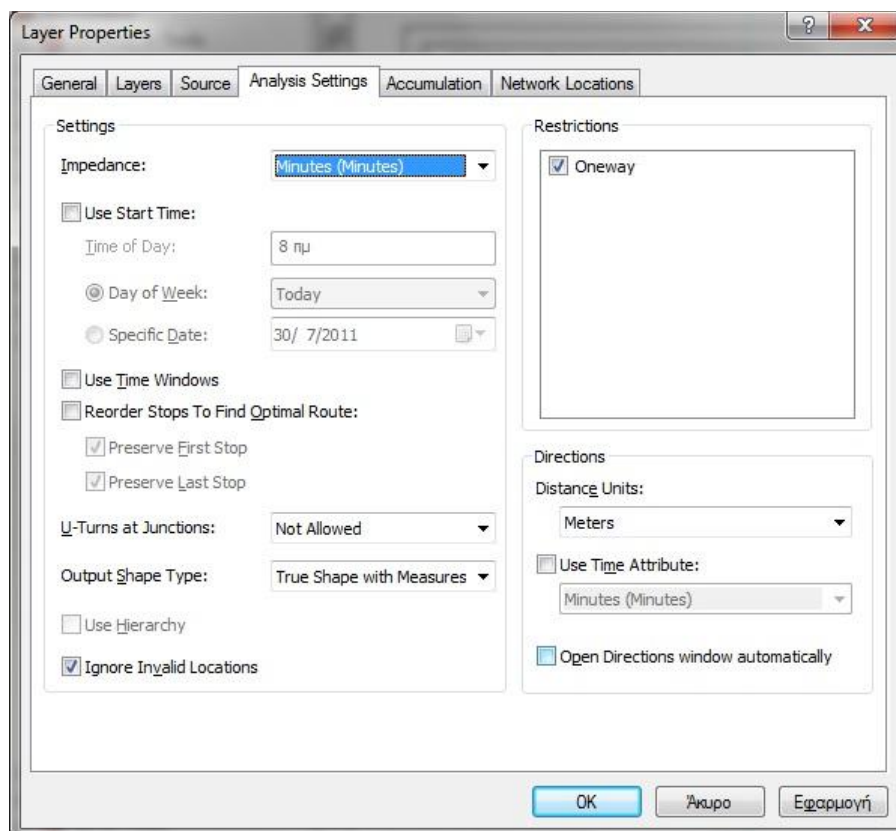 Layer Properties
General Layers Source Analysis Settings Accumulation Network Locations
Settings
Impedance: Minutes (Minutes)
Use Start Time:
Time of Day: 8 πμ
Day of Week: Today
Specific Date: 30/ 7/2011
Use Time Windows
Reorder Stops To Find Optimal Route:
Preserve First Stop
Preserve Last Stop
U-Turns at Junctions: Not Allowed
Output Shape Type: True Shape with Measures
Use Hierarchy
Ignore Invalid Locations
Restrictions
Oneway
Directions
Distance Units:
Meters
Use Time Attribute:
Minutes (Minutes)
Open Directions window automatically
OK Άκυρο Εφαρμογή